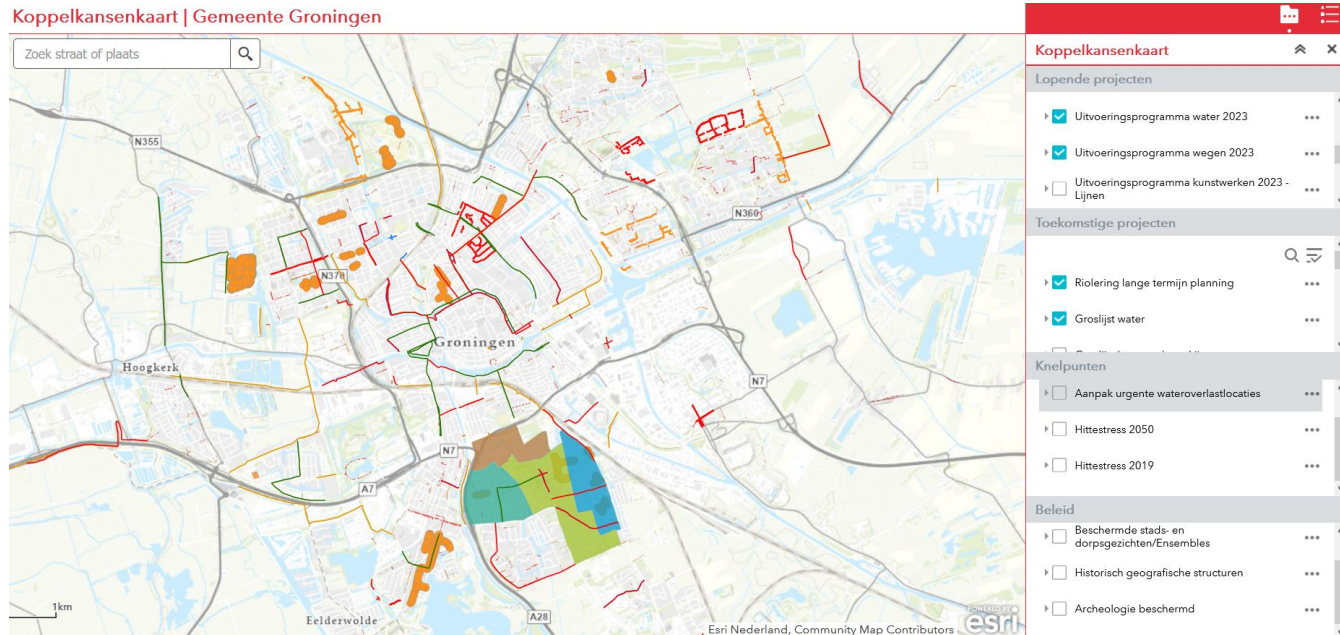 Koppelkansenkaart | Gemeente Groningen
Zoek straat of plaats
N355
N360
N370
Groningen
Hoogkerk
N7
N7
A7
A28
Eelderwolde
1km
Esri Nederland, Community Map Contributors
POWERED BY
esri
Koppelkansenkaart
Lopende projecten
Uitvoeringsprogramma water 2023
Uitvoeringsprogramma wegen 2023
Uitvoeringsprogramma kunstwerken 2023 -
Lijnen
Toekomstige projecten
Riolering lange termijn planning
Groslijst water
Knelpunten
Aanpak urgente wateroverlastlocaties
Hittestress 2050
Hittestress 2019
Beleid
Beschermde stads- en
dorpsgezichten/Ensembles
Historisch geografische structuren
Archeologie beschermd